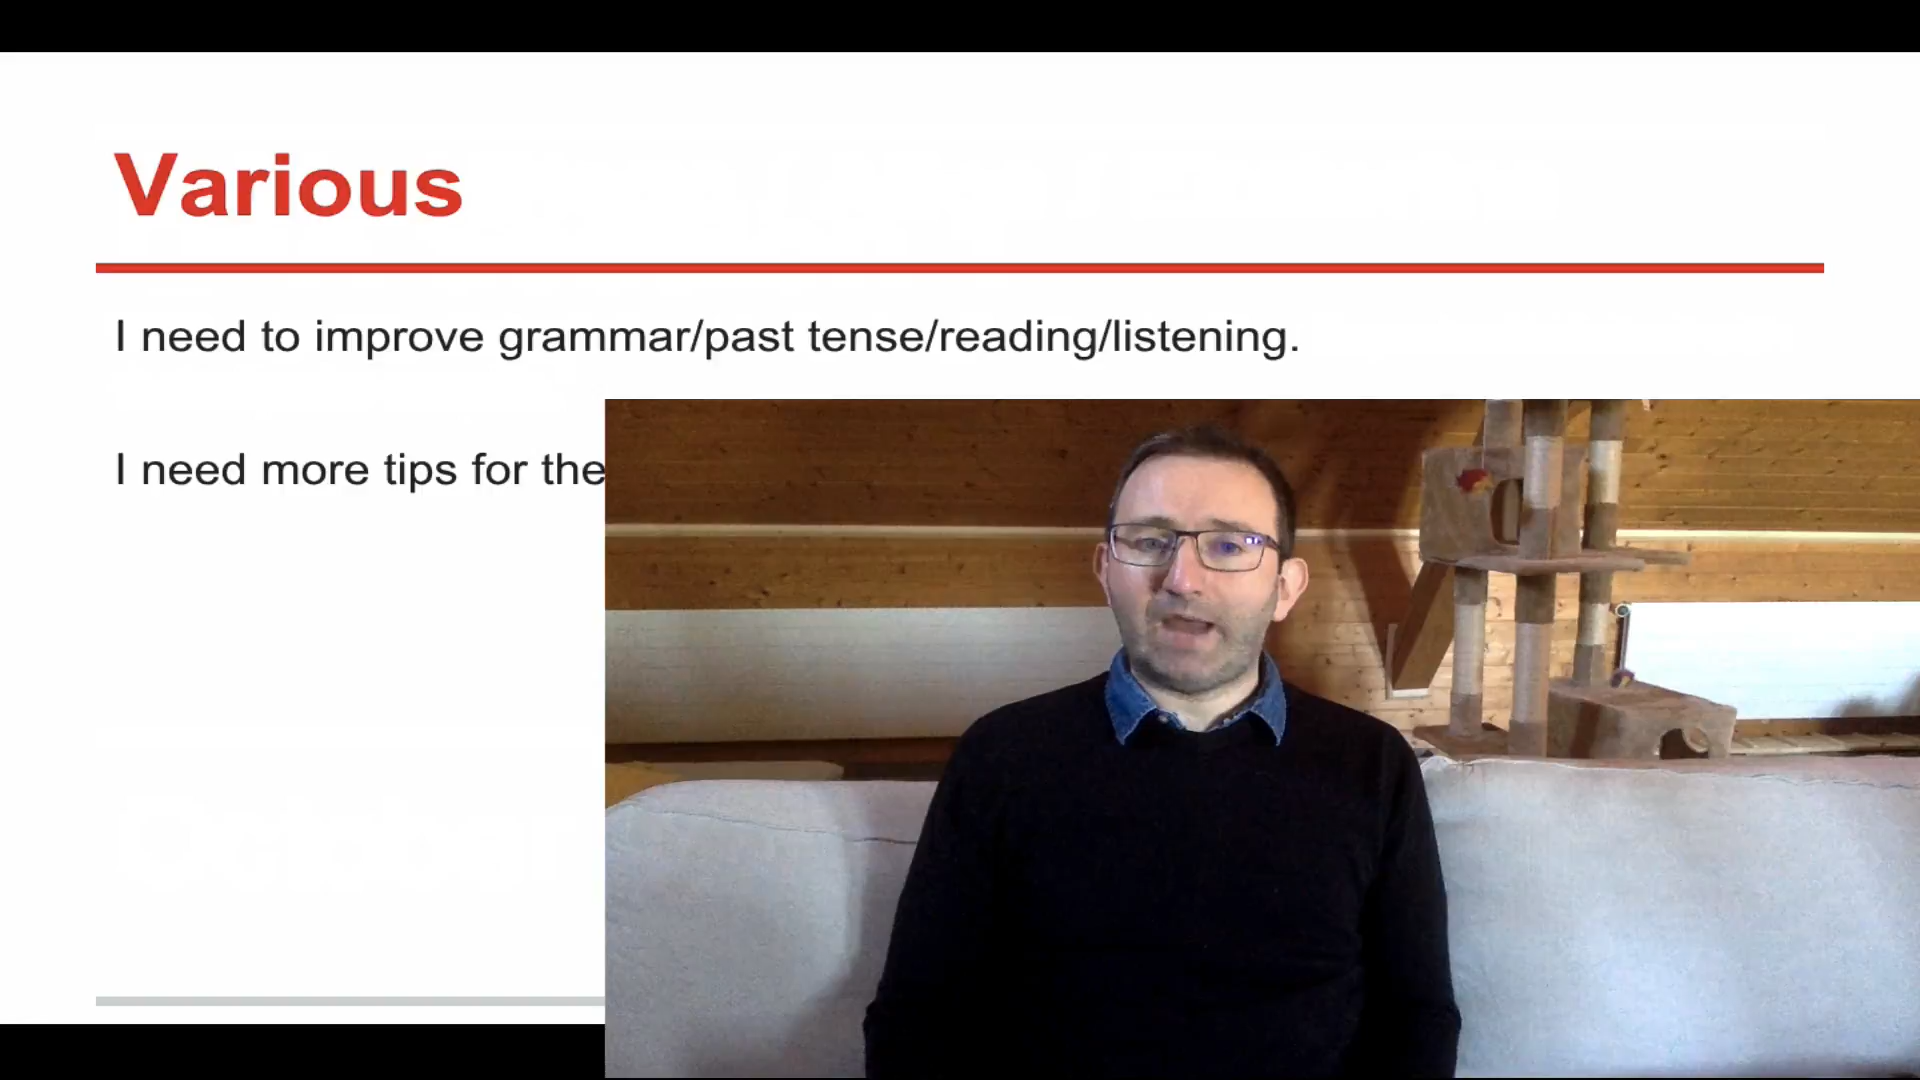 Various
I need to improve grammar/past tense/reading/listening.
I need more tips for the